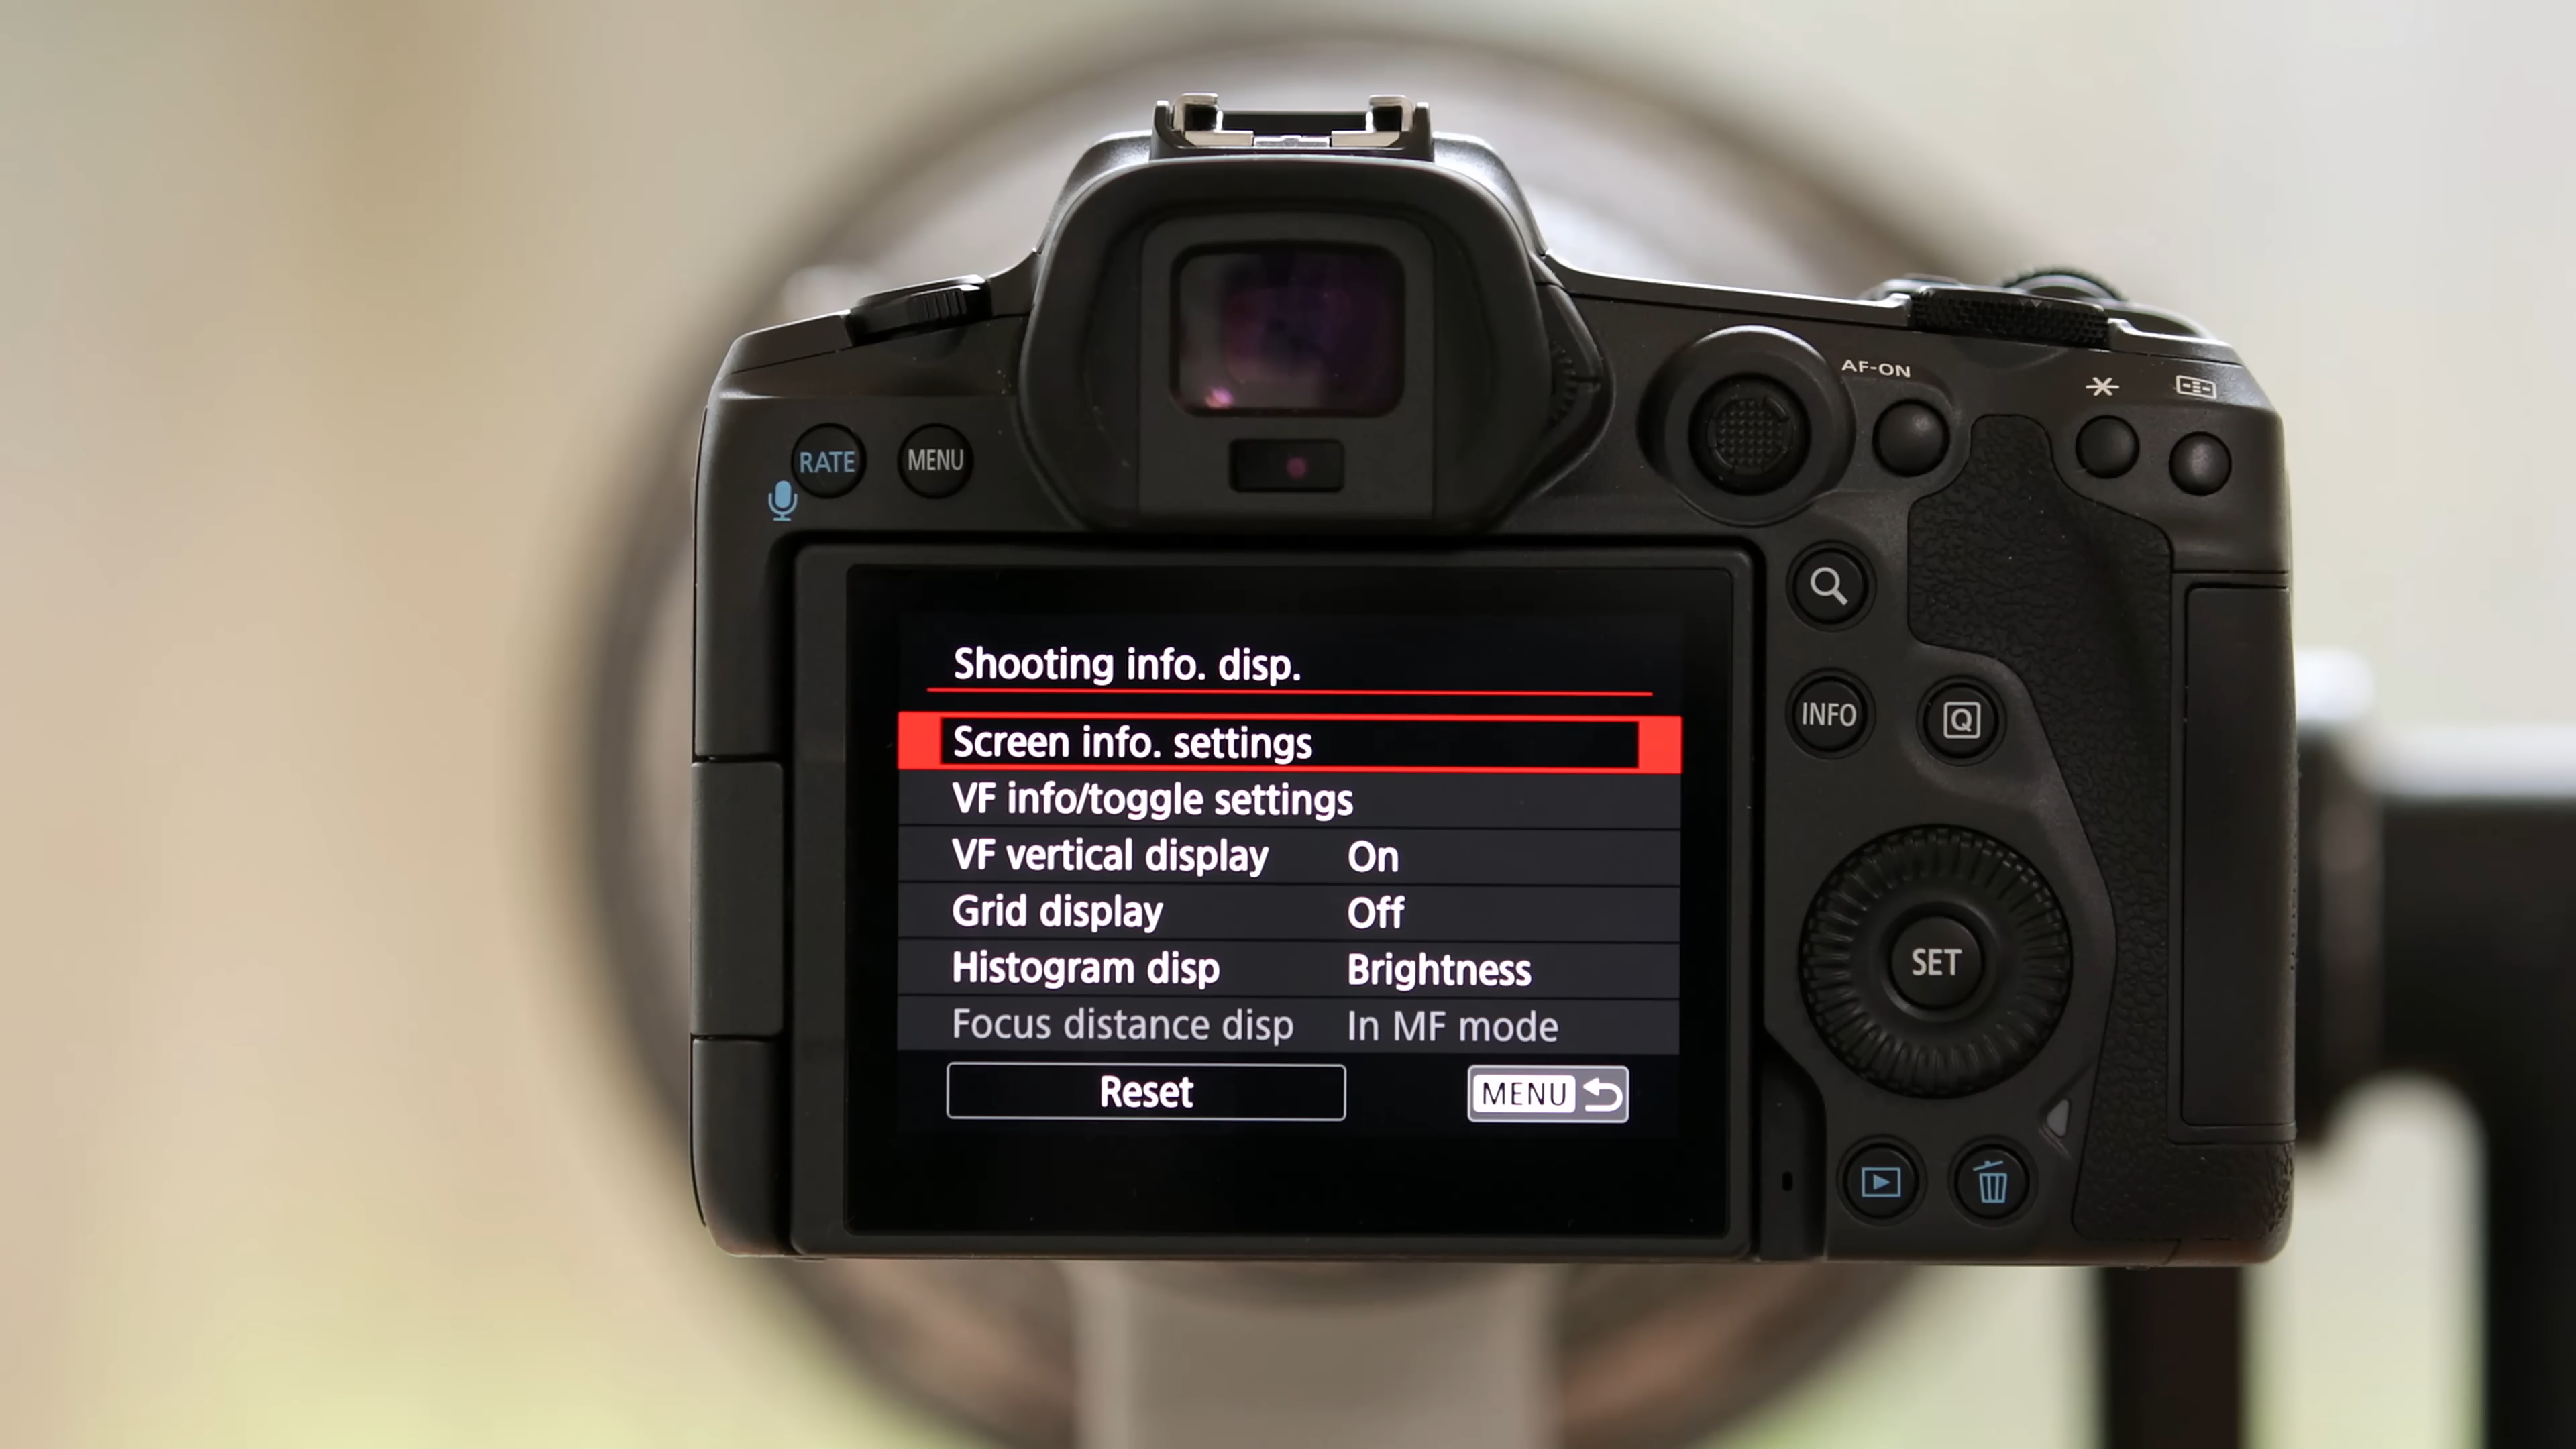 AF-ON
RATE
MENU
Shooting info. disp.
Screen info. settings
VF info/toggle settings
VF vertical display On
Grid display Off
Histogram disp Brightness
Focus distance disp In MF mode
Reset MENU
INFO
Q
SET